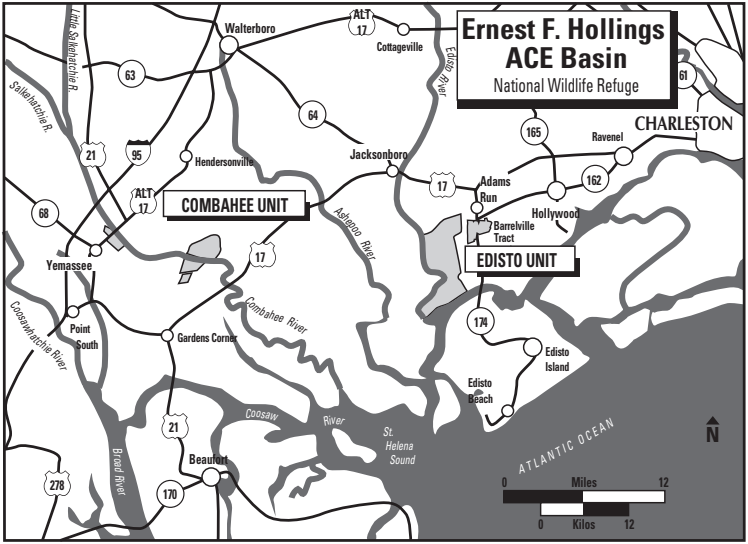 Ernest F. Hollings
ACE Basin
National Wildlife Refuge
Walterboro
ALT
17
Cottageville
Little Salkehatchie R.
Edisto River
63
61
Salkehatchie R.
64
165
Ravenel
CHARLESTON
21
95
Hendersonville
Jacksonboro
17
Adams
Run
162
ALT
17
COMBAHEE UNIT
Hollywood
68
Ashepoo River
Barrelville
Tract
17
EDISTO UNIT
Yemassee
Coosawhatchie River
Point
South
Combahee River
Gardens Corner
174
Edisto
Island
Edisto
Beach
21
Coosaw
River
St.
Helena
Sound
ATLANTIC OCEAN
N
Broad River
Beaufort
278
170
0 Miles 12
0 Kilos 12